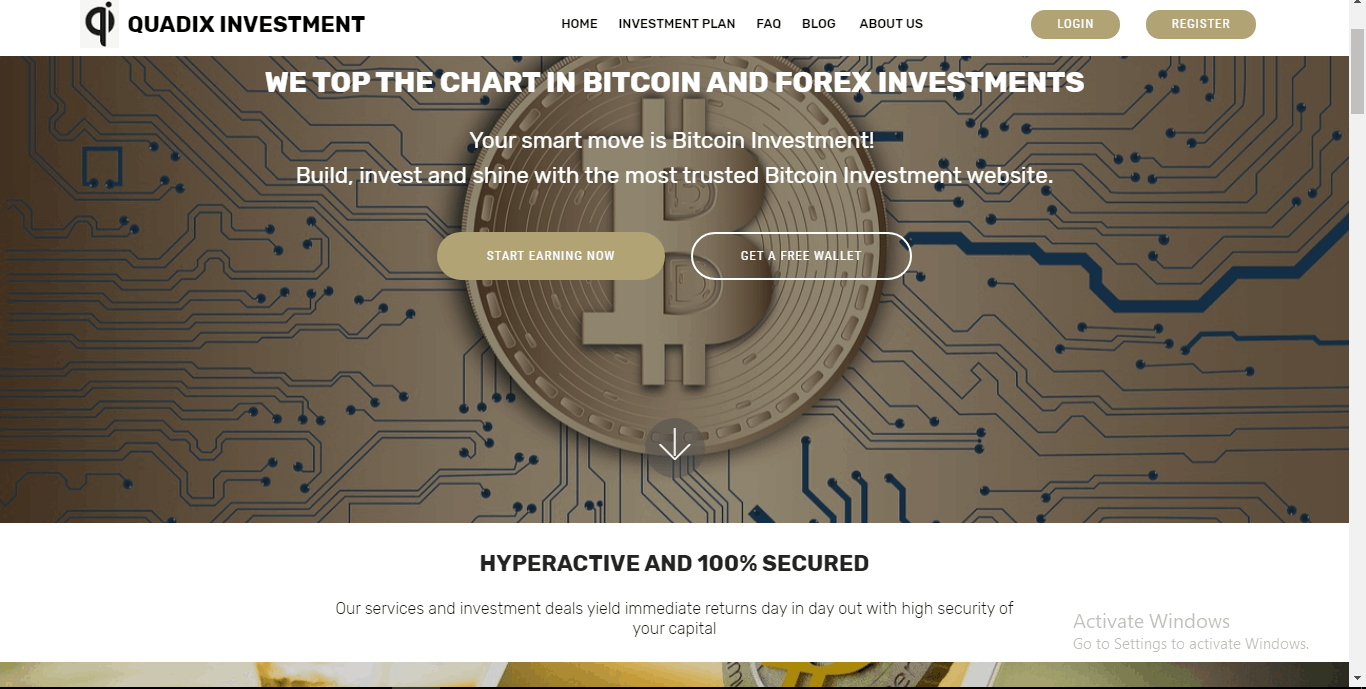 QUADIX INVESTMENT
HOME INVESTMENT PLAN FAQ BLOG ABOUT US
LOGIN REGISTER
WE TOP THE CHART IN BITCOIN AND FOREX INVESTMENTS
Your smart move is Bitcoin Investment!
Build, invest and shine with the most trusted Bitcoin Investment website.
START EARNING NOW GET A FREE WALLET
HYPERACTIVE AND 100% SECURED
Our services and investment deals yield immediate returns day in day out with high security of
your capital
Activate Windows
Go to Settings to activate Windows.